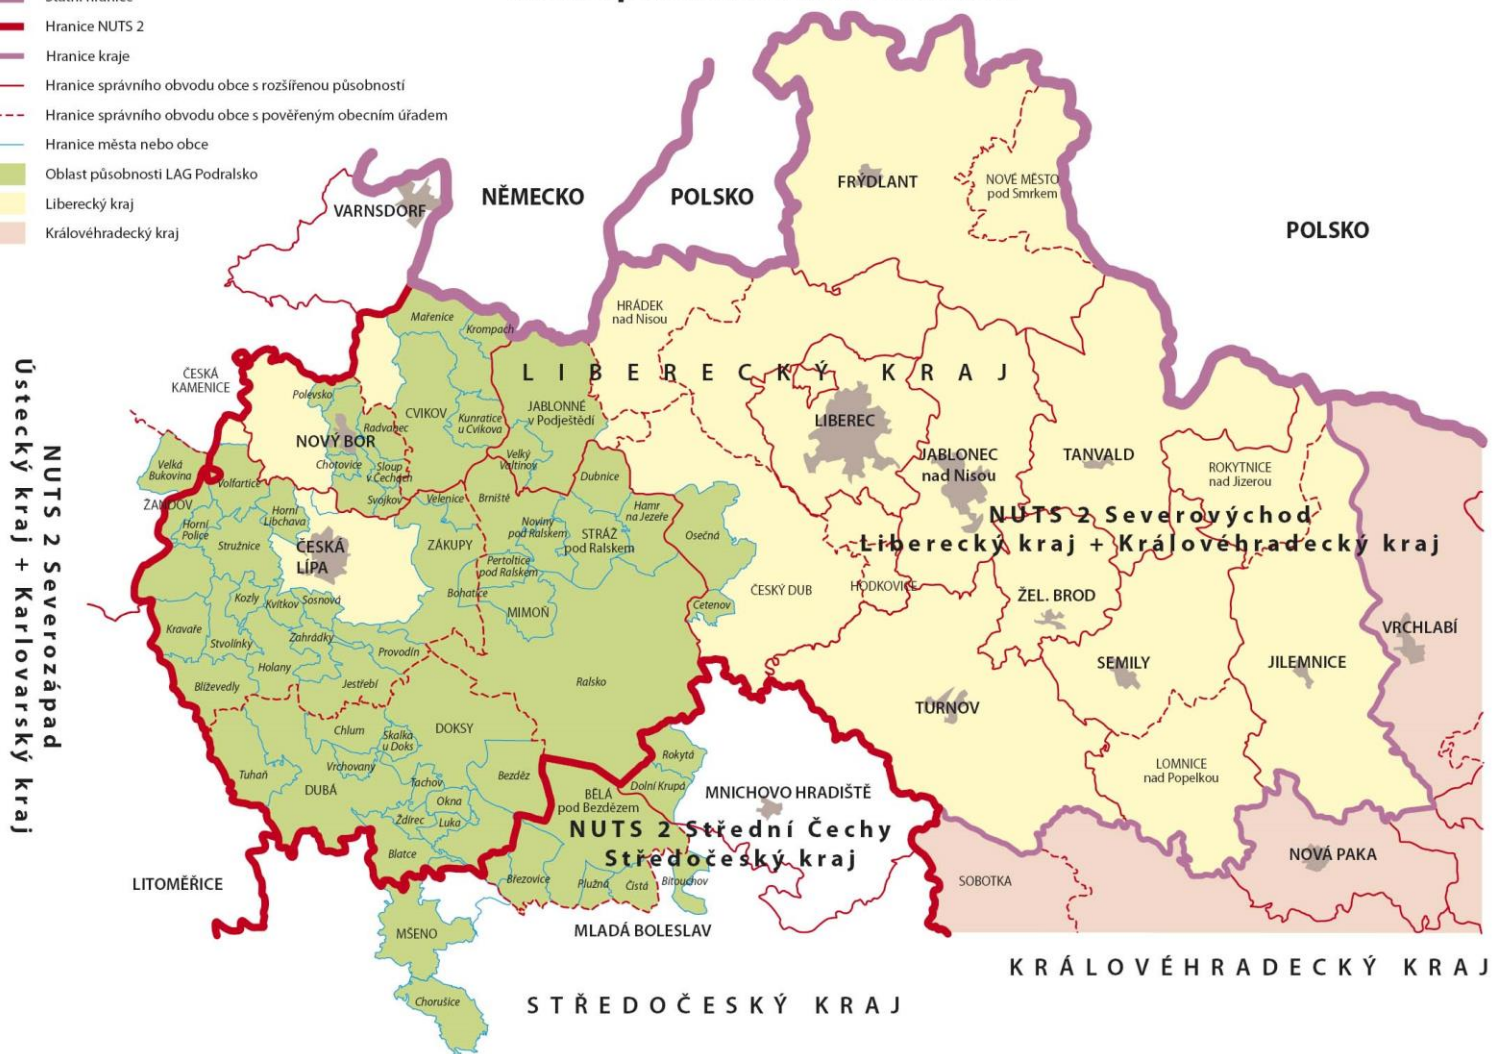 Hranice NUTS 2
Hranice kraje
Hranice správního obvodu obce s rozšířenou působností
Hranice správního obvodu obce s pověřeným obecním úřadem
Hranice města nebo obce
Oblast působnosti LAG Podralsko
Liberecký kraj
Královéhradecký kraj
VARNSDORF
NĚMECKO
POLSKO
FRÝDLANT
NOVÉ MĚSTO
pod Smrkem
POLSKO
HRÁDEK
nad Nisou
Mařenice
Krompach
ČESKÁ
KAMENICE
LIBERECKÝ KRAJ
Polevsko
CVIKOV
Kunratice
u Cvikova
JABLONNÉ
v Podještědí
LIBEREC
NOVÝ BOR
Radvanec
Chotovice
Sloup
v Čechách
Svojkov
Velký
Valtinov
JABLONEC
nad Nisou
TANVALD
ROKYTNICE
nad Jizerou
Velká
Bukovina
Volfartice
ŽANDOV
Horní
Police
Horní
Libchava
Stružnice
ČESKÁ
LÍPA
Velenice
Brniště
Dubnice
ZÁKUPY
Noviny
pod Ralskem
STRÁŽ
pod Ralskem
Hamr
na Jezeře
Osečná
Pertoltice
pod Ralskem
Bohatice
MIMOŇ
NUTS 2 Severovýchod
Liberecký kraj + Královéhradecký kraj
ČESKÝ DUB
HODKOVICE
ŽEL. BROD
Cetenov
VRCHLABÍ
Kozly
Kvítkov
Sosnová
Kravaře
Stvolínky
Zahrádky
Holany
Provodín
Blíževedly
Jestřebí
Ralsko
SEMILY
JILEMNICE
TURNOV
LOMNICE
nad Popelkou
Chlum
Skalka
u Doks
DOKSY
Vrchovany
Tuhaň
DUBÁ
Tachov
Bezděz
Okna
Ždírec
Luka
Blatce
Rokytá
Dolní Krupá
BĚLÁ
pod Bezdězem
MNICHOVO HRADIŠTĚ
NUTS 2 Střední Čechy
Středočeský kraj
Březovice
Plužná
Čistá
Bítouchov
NOVÁ PAKA
SOBOTKA
LITOMĚŘICE
MŠENO
MLADÁ BOLESLAV
Chorušice
STŘEDOČESKÝ KRAJ
KRÁLOVÉHRADECKÝ KRAJ
NUTS 2 Severozápad
Ústecký kraj + Karlovarský kraj